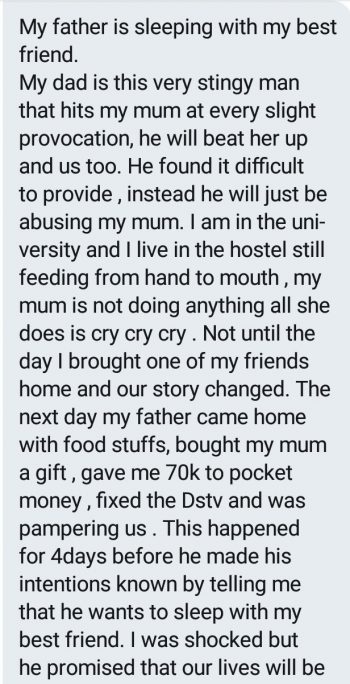 My father is sleeping with my best
friend.
My dad is this very stingy man
that hits my mum at every slight
provocation, he will beat her up
and us too. He found it difficult
to provide , instead he will just be
abusing my mum. I am in the uni-
versity and I live in the hostel still
feeding from hand to mouth , my
mum is not doing anything all she
does is cry cry cry . Not until the
day I brought one of my friends
home and our story changed. The
next day my father came home
with food stuffs, bought my mum
a gift , gave me 70k to pocket
money , fixed the Dstv and was
pampering us . This happened
for 4days before he made his
intentions known by telling me
that he wants to sleep with my
best friend. I was shocked but
he promised that our lives will be